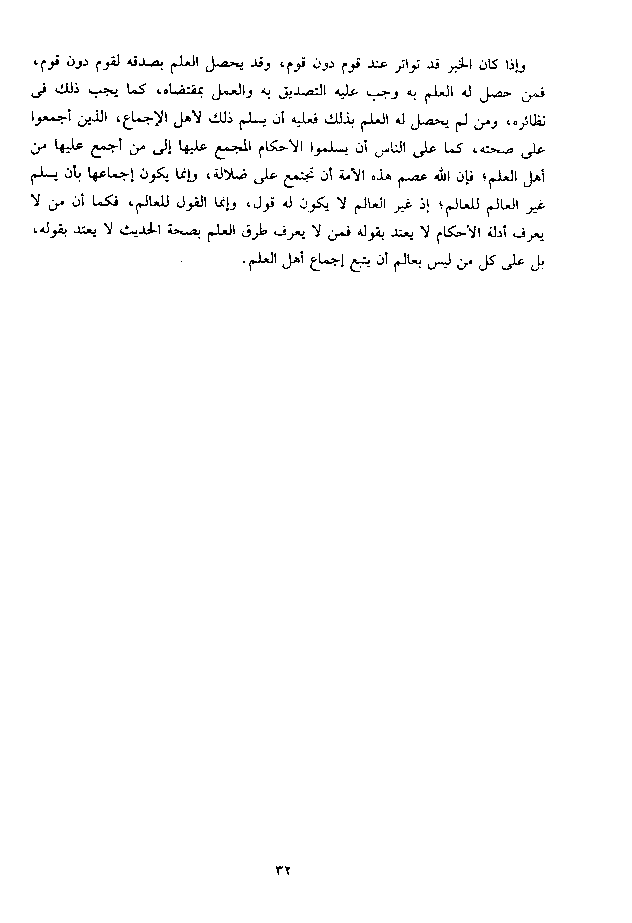 وإذا كان الخبر قد تواتر عند قوم دون قوم، وقد يحصل العلم بصدقه لقوم دون قوم،
فمن حصل له العلم به وجب عليه التصديق به والعمل بمقتضاه، كما يجب ذلك فى
نظائره، ومن لم يحصل له العلم بذلك فعليه أن يسلم ذلك لأهل الإجماع، الذين أجمعوا
على صحته، كما على الناس أن يسلموا الأحكام المجمع عليها إلى من أجمع عليها من
أهل العلم؛ فإن الله عصم هذه الأمة أن تجتمع على ضلالة، وإنما يكون إجماعها بأن يسلم
غير العالم للعالم؛ إذ غير العالم لا يكون له قول، وإنما القول للعالم، فكما أن من لا
يعرف أدلة الأحكام لا يعتد بقوله فمن لا يعرف طرق العلم بصحة الحديث لا يعتد بقوله،
بل على كل من ليس بعالم أن يتبع إجماع أهل العلم.
٣٢